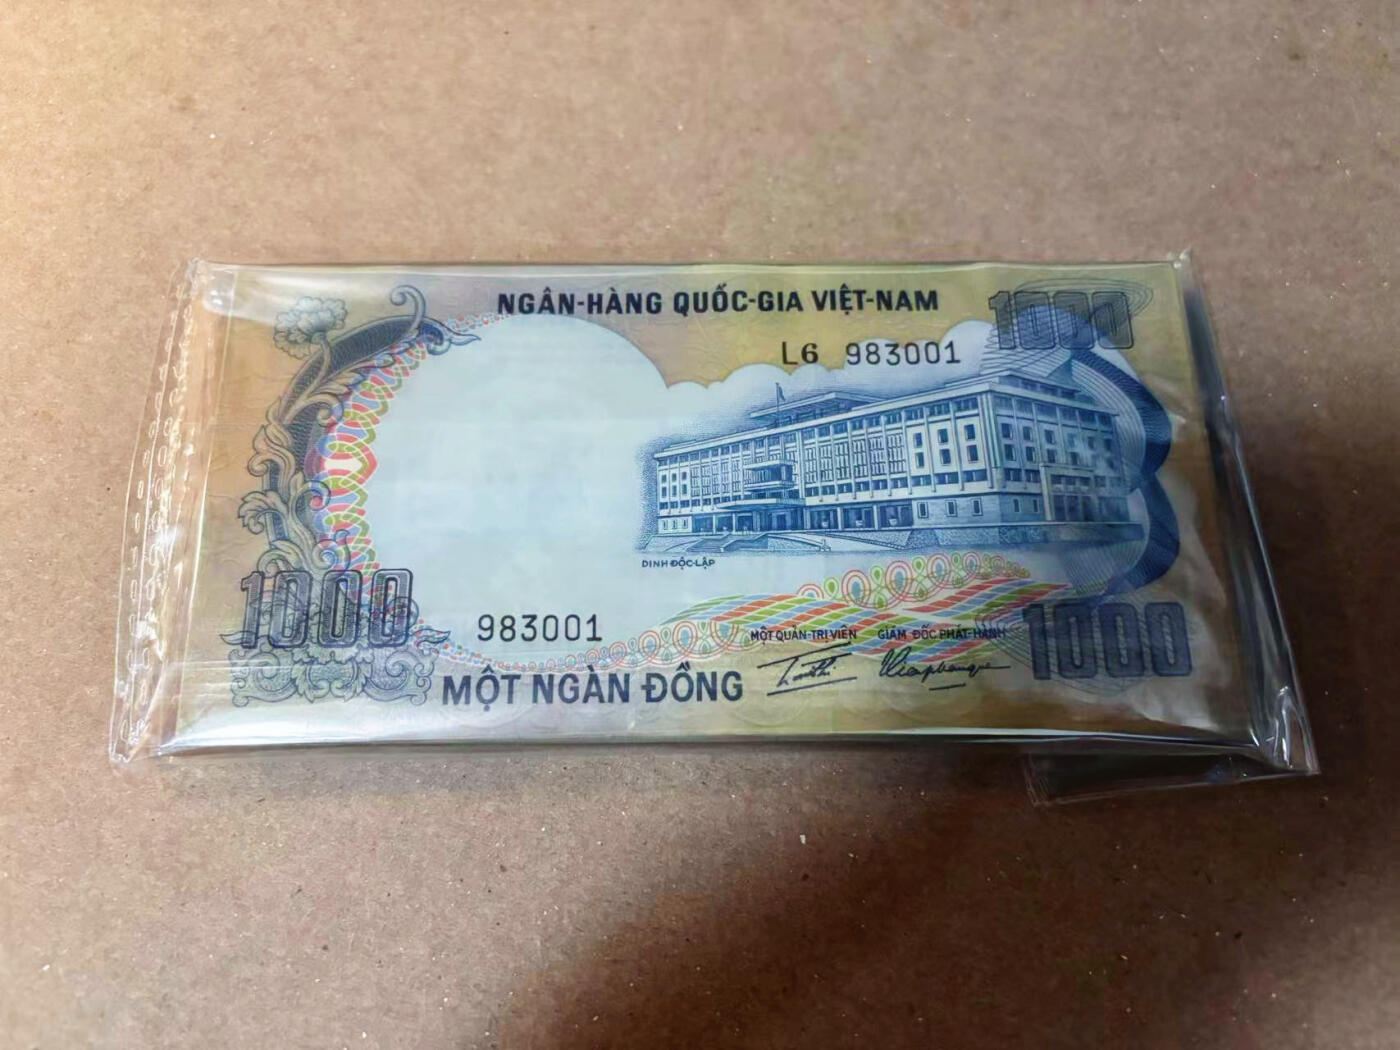 NGÂN-HÀNG QUỐC-GIA VIỆT-NAM
1000
L6 983001
DINH ĐỘC-LẬP
1000
983001
MỘT QUẢN-TRỊ VIÊN
GIÁM ĐỐC PHÁT-HÀNH
1000
MỘT NGÀN ĐỒNG